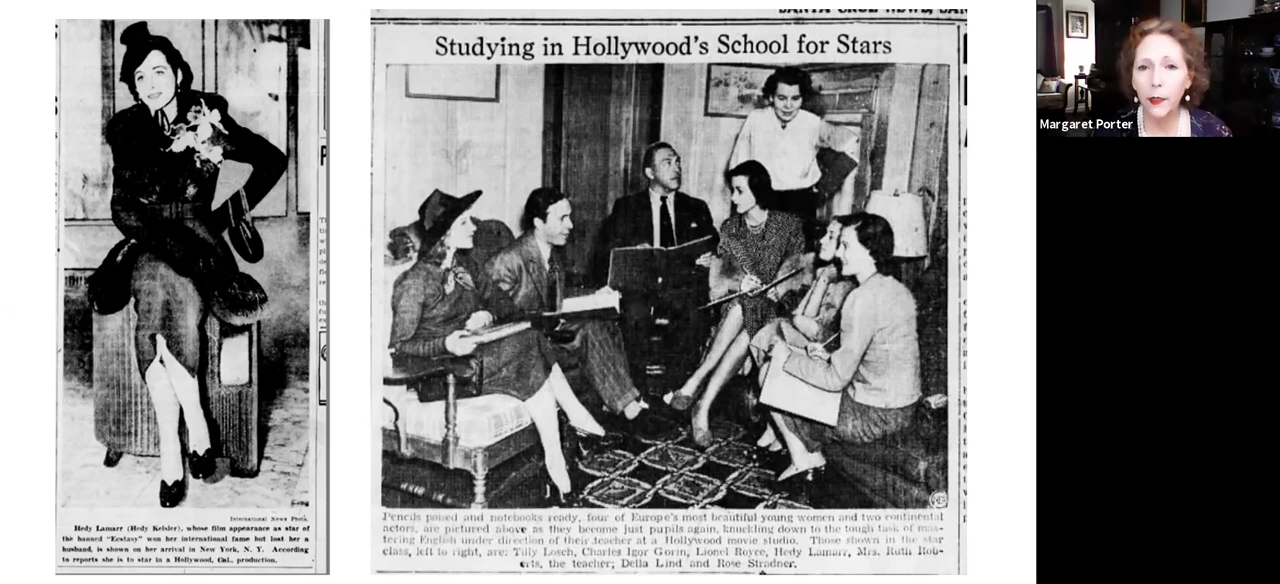 International News Photo.
Hedy Lamarr (Hedy Keisler), whose film appearance as star of
the banned "Ecstasy" won her international fame but lost her a
husband, is shown on her arrival in New York, N. Y. According
to reports she is to star in a Hollywood, Cal., production.
SANTA CRUZ NEWS, SAN
Studying in Hollywood's School for Stars
Pencils poised and notebooks ready, four of Europe's most beautiful young women and two continental
actors, are pictured above as they become just pupils again, knuckling down to the tough task of mas-
tering English under direction of their teacher at a Hollywood movie studio. Those shown in the star
class, left to right, are: Tilly Losch, Charles Igor Gorin, Lionel Royce, Hedy Lamarr, Mrs. Ruth Rob-
erts, the teacher; Della Lind and Rose Stradner.
Margaret Porter